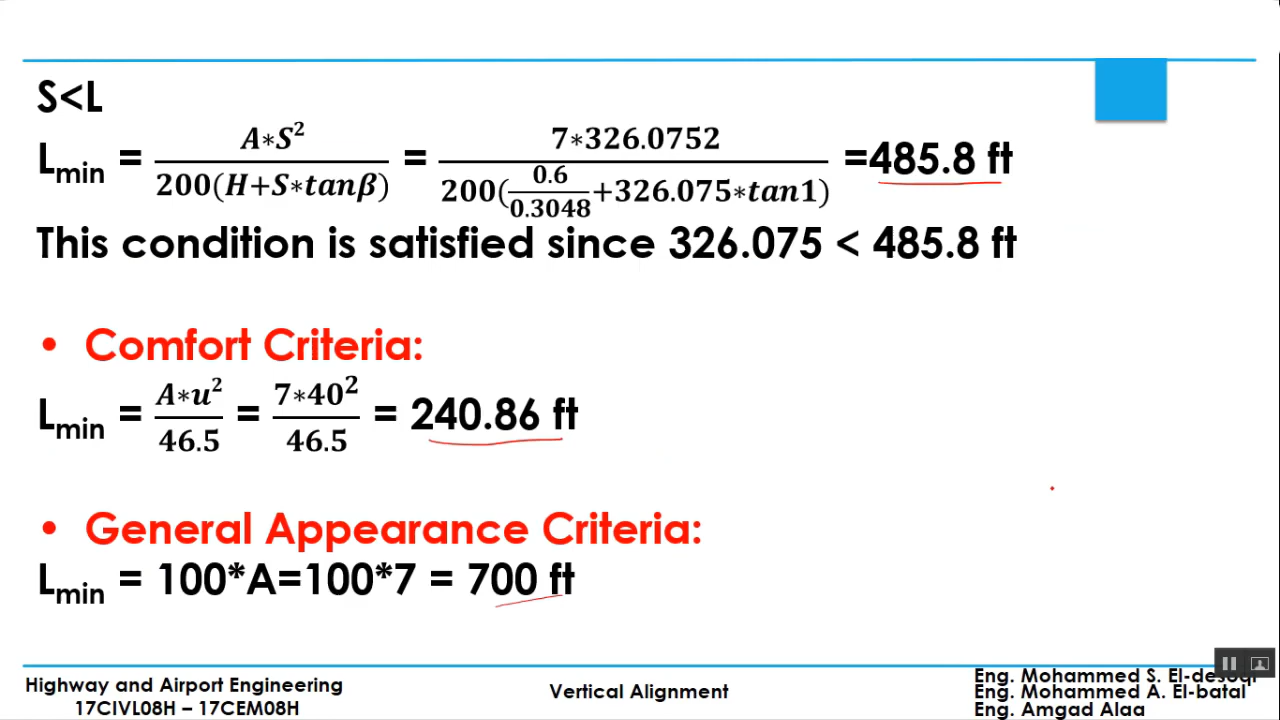 S<L
Lmin = A∗S² / 200(H+S∗tanβ) = 7∗326.0752 / 200(0.6/0.3048+326.075∗tan1) =485.8 ft
This condition is satisfied since 326.075 < 485.8 ft
• Comfort Criteria:
Lmin = A∗u² / 46.5 = 7∗40² / 46.5 = 240.86 ft
• General Appearance Criteria:
Lmin = 100*A=100*7 = 700 ft
Highway and Airport Engineering
17CIVL08H – 17CEM08H
Vertical Alignment
Eng. Mohammed S. El-desoqi
Eng. Mohammed A. El-batal
Eng. Amgad Alaa